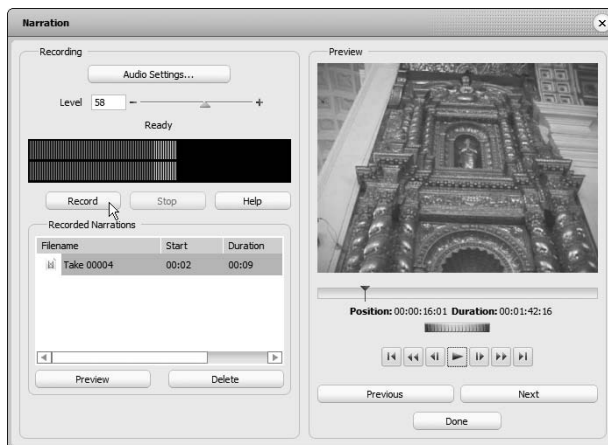 Narration
Recording
Audio Settings...
Level 58 - +
Ready
Record Stop Help
Recorded Narrations
Filename Start Duration
Take 00004 00:02 00:09
Preview Delete
Preview
Position: 00:00:16:01 Duration: 00:01:42:16
Previous Next
Done